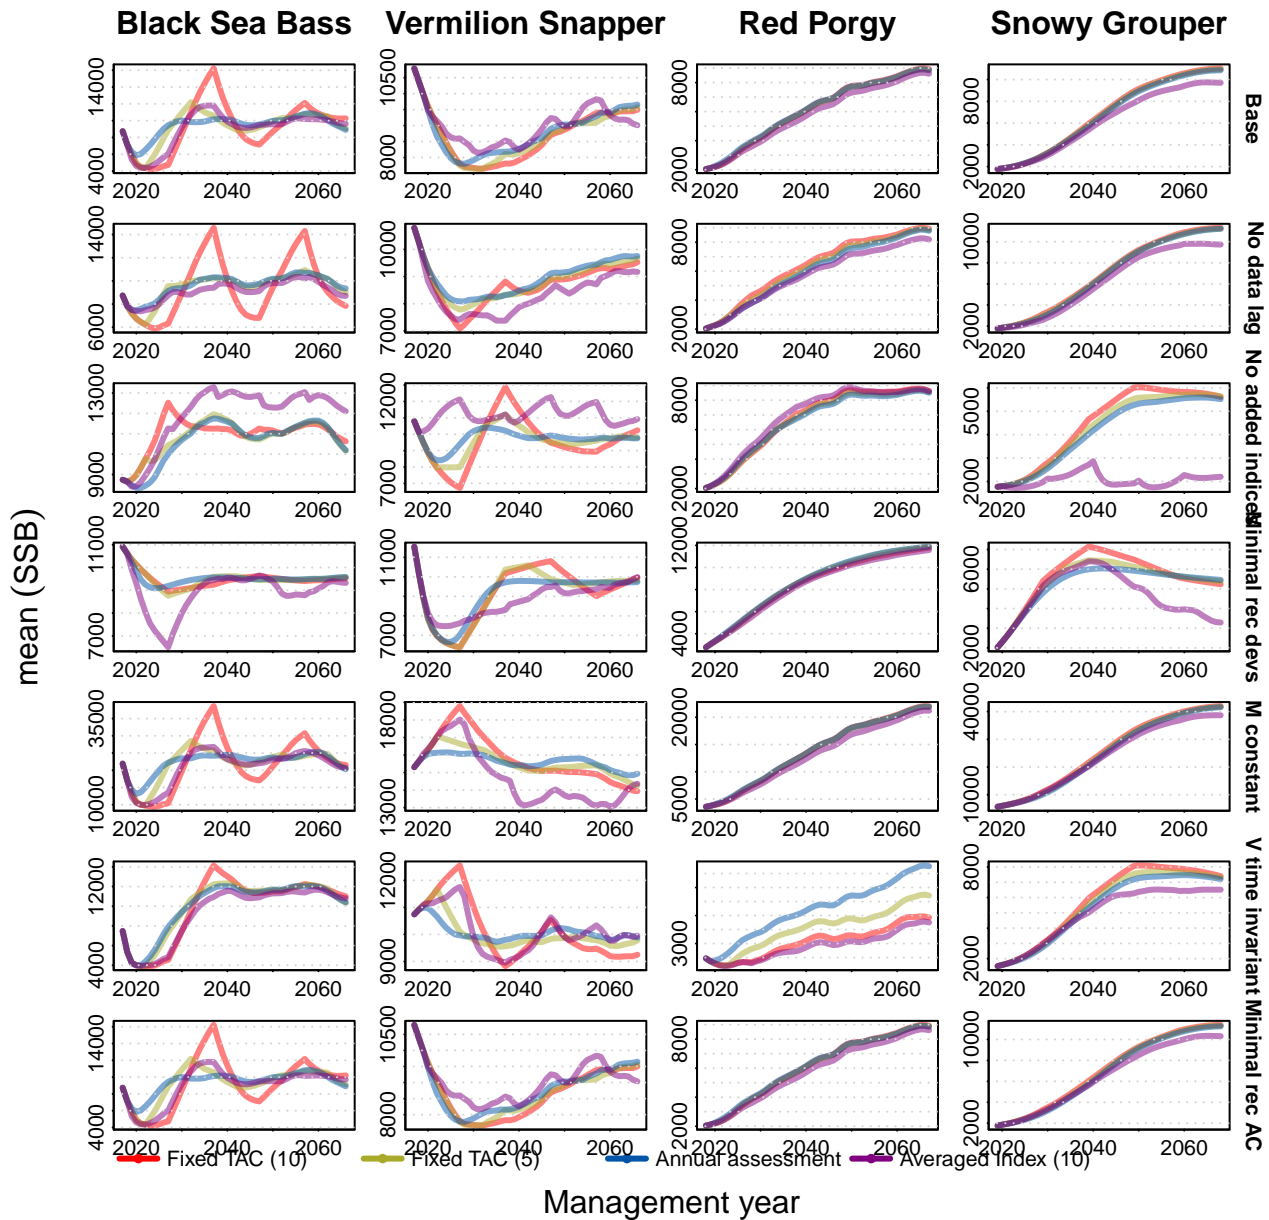 Black Sea Bass Vermilion Snapper Red Porgy Snowy Grouper
4000 14000 2020 2040 2060
8000 10500 2020 2040 2060
2000 8000 2020 2040 2060
2000 8000 2020 2040 2060
Base
6000 14000 2020 2040 2060
7000 10000 2020 2040 2060
2000 8000 2020 2040 2060
2000 10000 2020 2040 2060
No data lag
9000 13000 2020 2040 2060
7000 12000 2020 2040 2060
2000 8000 2020 2040 2060
2000 5000 2020 2040 2060
No added indices
7000 11000 2020 2040 2060
7000 11000 2020 2040 2060
4000 12000 2020 2040 2060
2000 6000 2020 2040 2060
Minimal rec devs
10000 35000 2020 2040 2060
13000 18000 2020 2040 2060
5000 20000 2020 2040 2060
10000 40000 2020 2040 2060
M constant
4000 12000 2020 2040 2060
9000 12000 2020 2040 2060
3000 2020 2040 2060
2000 8000 2020 2040 2060
V time invariant
4000 14000 2020 2040 2060
8000 10500 2020 2040 2060
2000 8000 2020 2040 2060
2000 10000 2020 2040 2060
Minimal rec AC
mean (SSB)
Fixed TAC (10) Fixed TAC (5) Annual assessment Averaged Index (10)
Management year